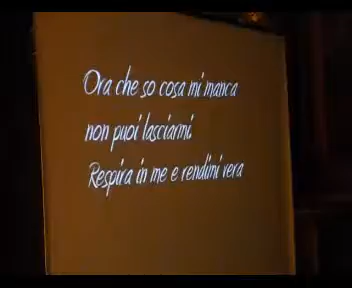 Ora che so cosa mi manca
non puoi lasciarmi
Respira in me e rendimi vera